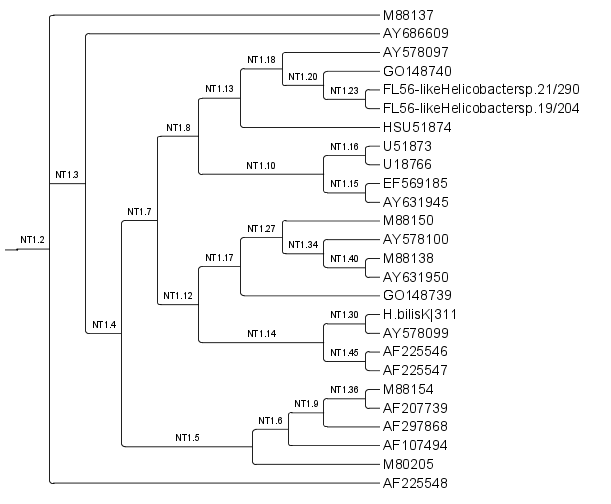 M88137
AY686609
NT1.18 AY578097
NT1.20 GO148740
NT1.13 NT1.23 FL56-likeHelicobactersp.21/290
FL56-likeHelicobactersp.19/204
NT1.8 HSU51874
NT1.16 U51873
NT1.10 U18766
NT1.3 NT1.15 EF569185
AY631945
NT1.7 M88150
NT1.27 AY578100
NT1.2 NT1.34
NT1.17 NT1.40 M88138
AY631950
NT1.12 GO148739
NT1.30 H.bilisK|311
NT1.4 NT1.14 AY578099
NT1.45 AF225546
AF225547
NT1.36 M88154
NT1.9 AF207739
NT1.6 AF297868
NT1.5 AF107494
M80205
AF225548